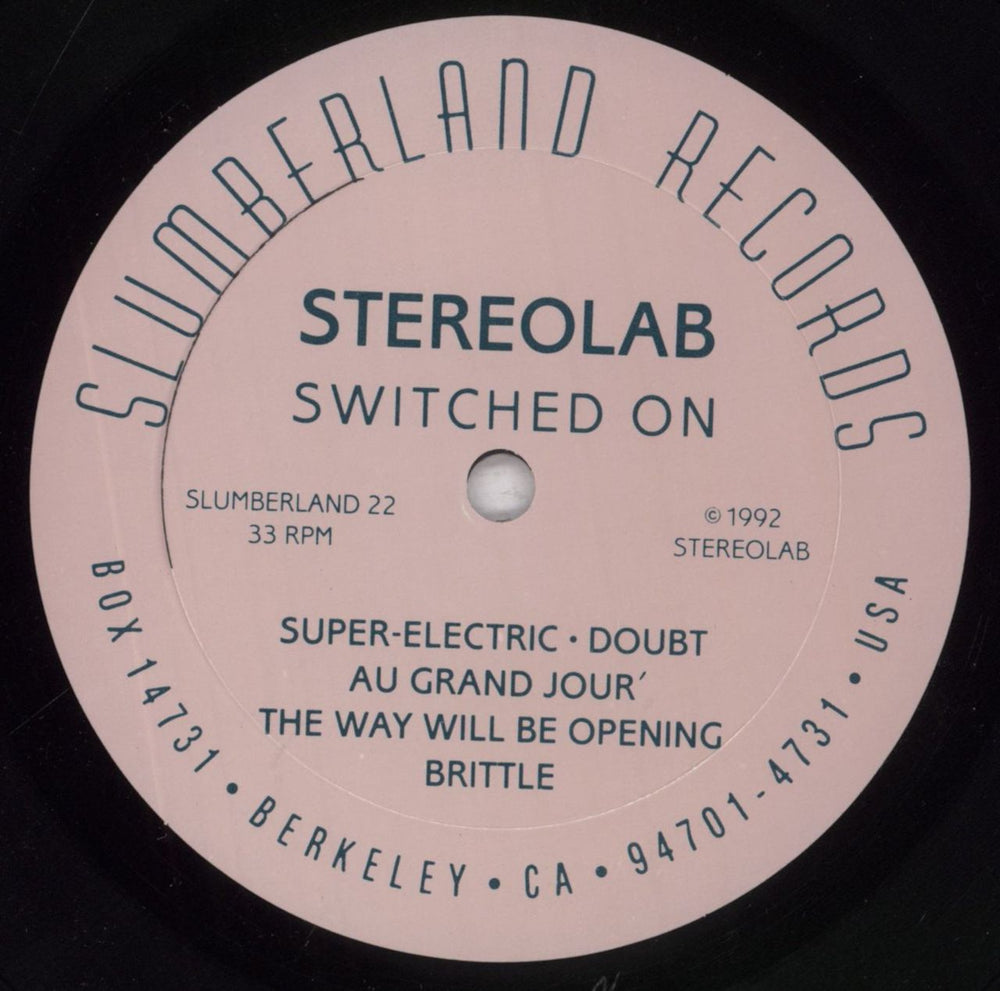 SLUMBERLAND RECORDS
STEREOLAB
SWITCHED ON
SLUMBERLAND 22
33 RPM
© 1992
STEREOLAB
SUPER-ELECTRIC • DOUBT
AU GRAND JOUR′
THE WAY WILL BE OPENING
BRITTLE
BOX 14731 • BERKELEY • CA • 94701-4731 • USA